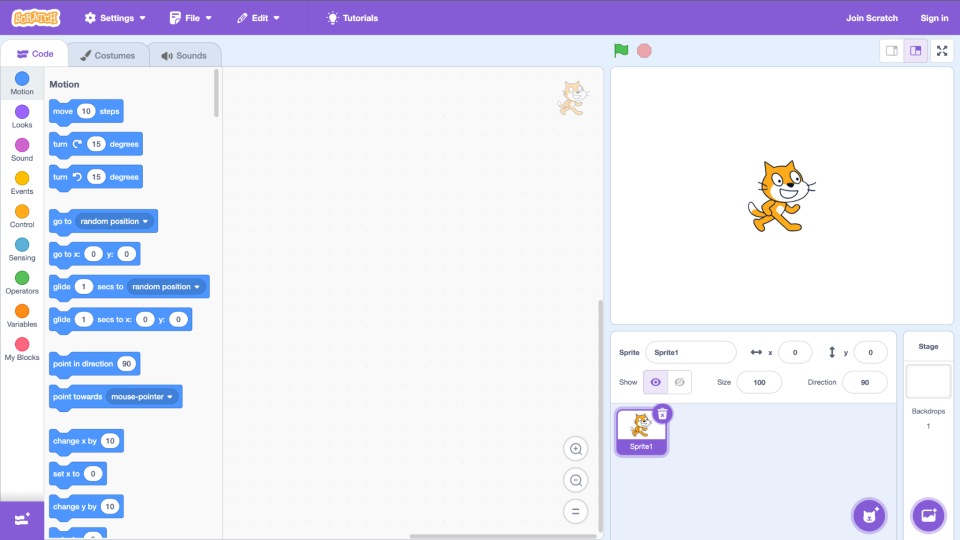 SCRATCH
Settings
File
Edit
Tutorials
Join Scratch
Sign in
Code
Costumes
Sounds
Motion
Looks
Sound
Events
Control
Sensing
Operators
Variables
My Blocks
Motion
move 10 steps
turn 15 degrees
turn 15 degrees
go to random position
go to x: 0 y: 0
glide 1 secs to random position
glide 1 secs to x: 0 y: 0
point in direction 90
point towards mouse-pointer
change x by 10
set x to 0
change y by 10
Sprite Sprite1 x 0 y 0
Show Size 100 Direction 90
Sprite1
Stage
Backdrops
1